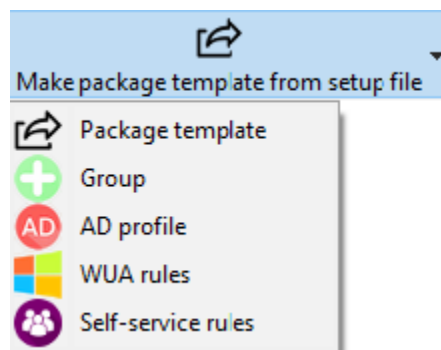 Make package template from setup file
Package template
Group
AD
AD profile
WUA rules
Self-service rules